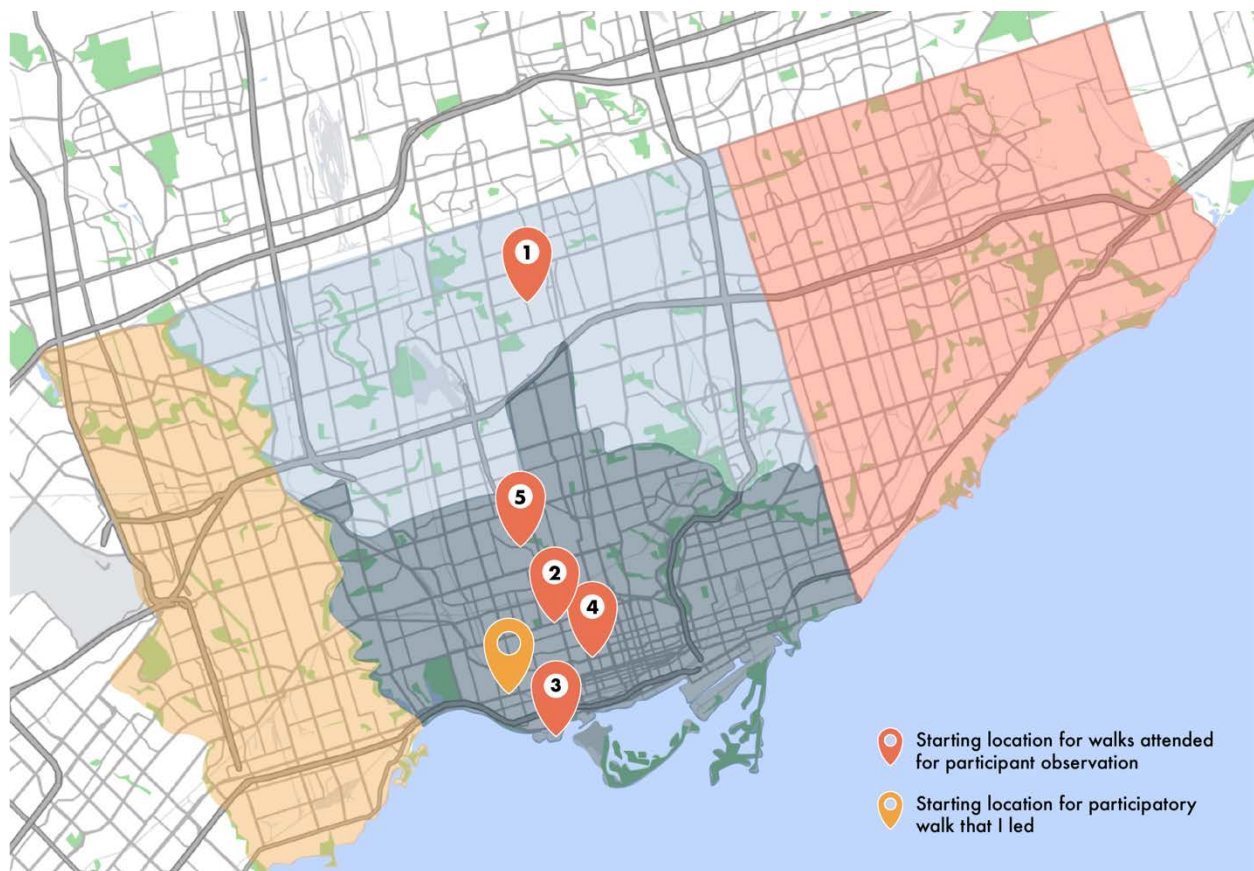 1
5
2
4
3
Starting location for walks attended
for participant observation
Starting location for participatory
walk that I led